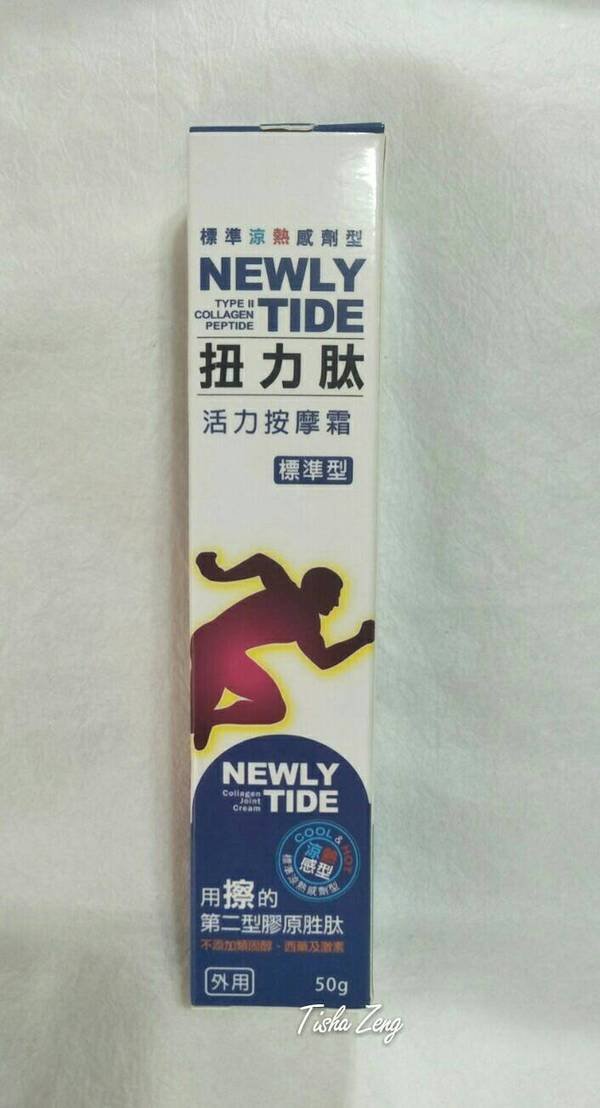 標準涼熱感劑型
NEWLY
TYPE II
COLLAGEN
PEPTIDE
TIDE
扭力肽
活力按摩霜
標準型
NEWLY
Collagen
Joint
Cream
TIDE
COOL & HOT
涼熱
感型
標準涼熱感劑型
用擦的
第二型膠原胜肽
不添加類固醇、西藥及激素
外用
50g
Tisha Zeng